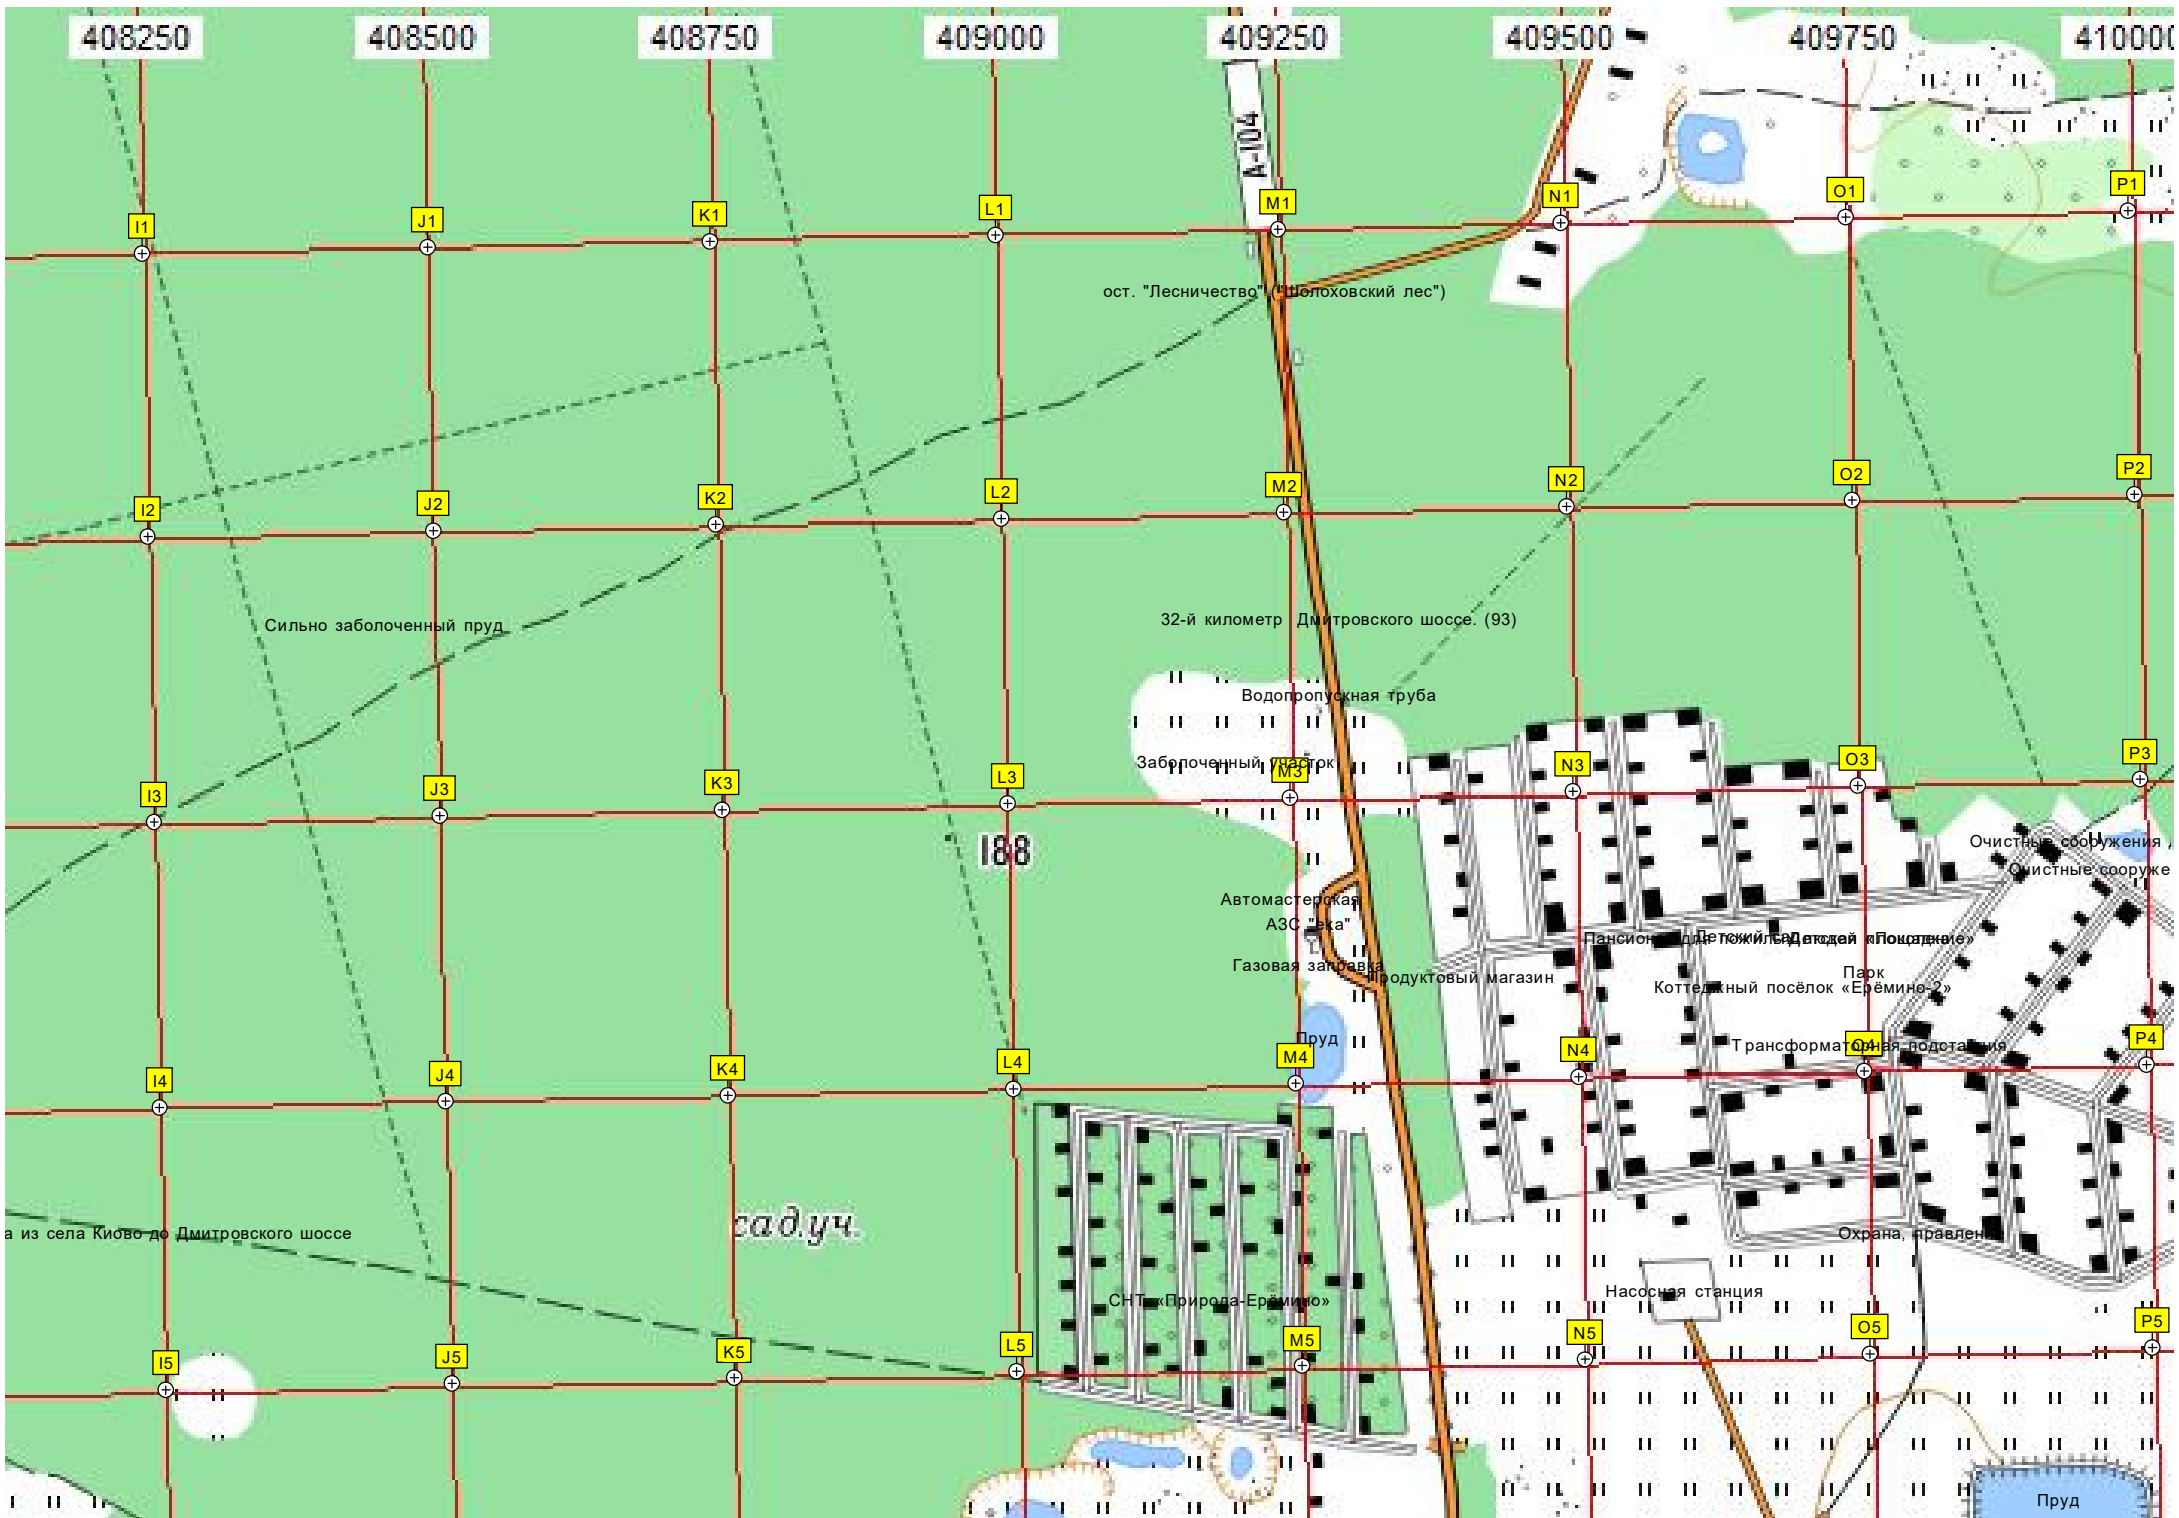 408250 408500 408750 409000 409250 409500 409750 410000
А-104
I1 J1 K1 L1 M1 N1 O1 P1
ост. "Лесничество" ("Шолоховский лес")
I2 J2 K2 L2 M2 N2 O2 P2
Сильно заболоченный пруд
32-й километр Дмитровского шоссе. (93)
Водопропускная труба
Заболоченный участок
I3 J3 K3 L3 M3 N3 O3 P3
188
Очистные сооружения
Очистные сооруже
Автомастерская
АЗС "ека"
Газовая заправка
Продуктовый магазин
Парк
Коттеджный посёлок «Ерёмино-2»
Пруд
Трансформаторная подстанция
I4 J4 K4 L4 M4 N4 O4 P4
сад.уч.
а из села Киово до Дмитровского шоссе
Охрана, правление
Насосная станция
СНТ «Природа-Ерёмино»
I5 J5 K5 L5 M5 N5 O5 P5
Пруд